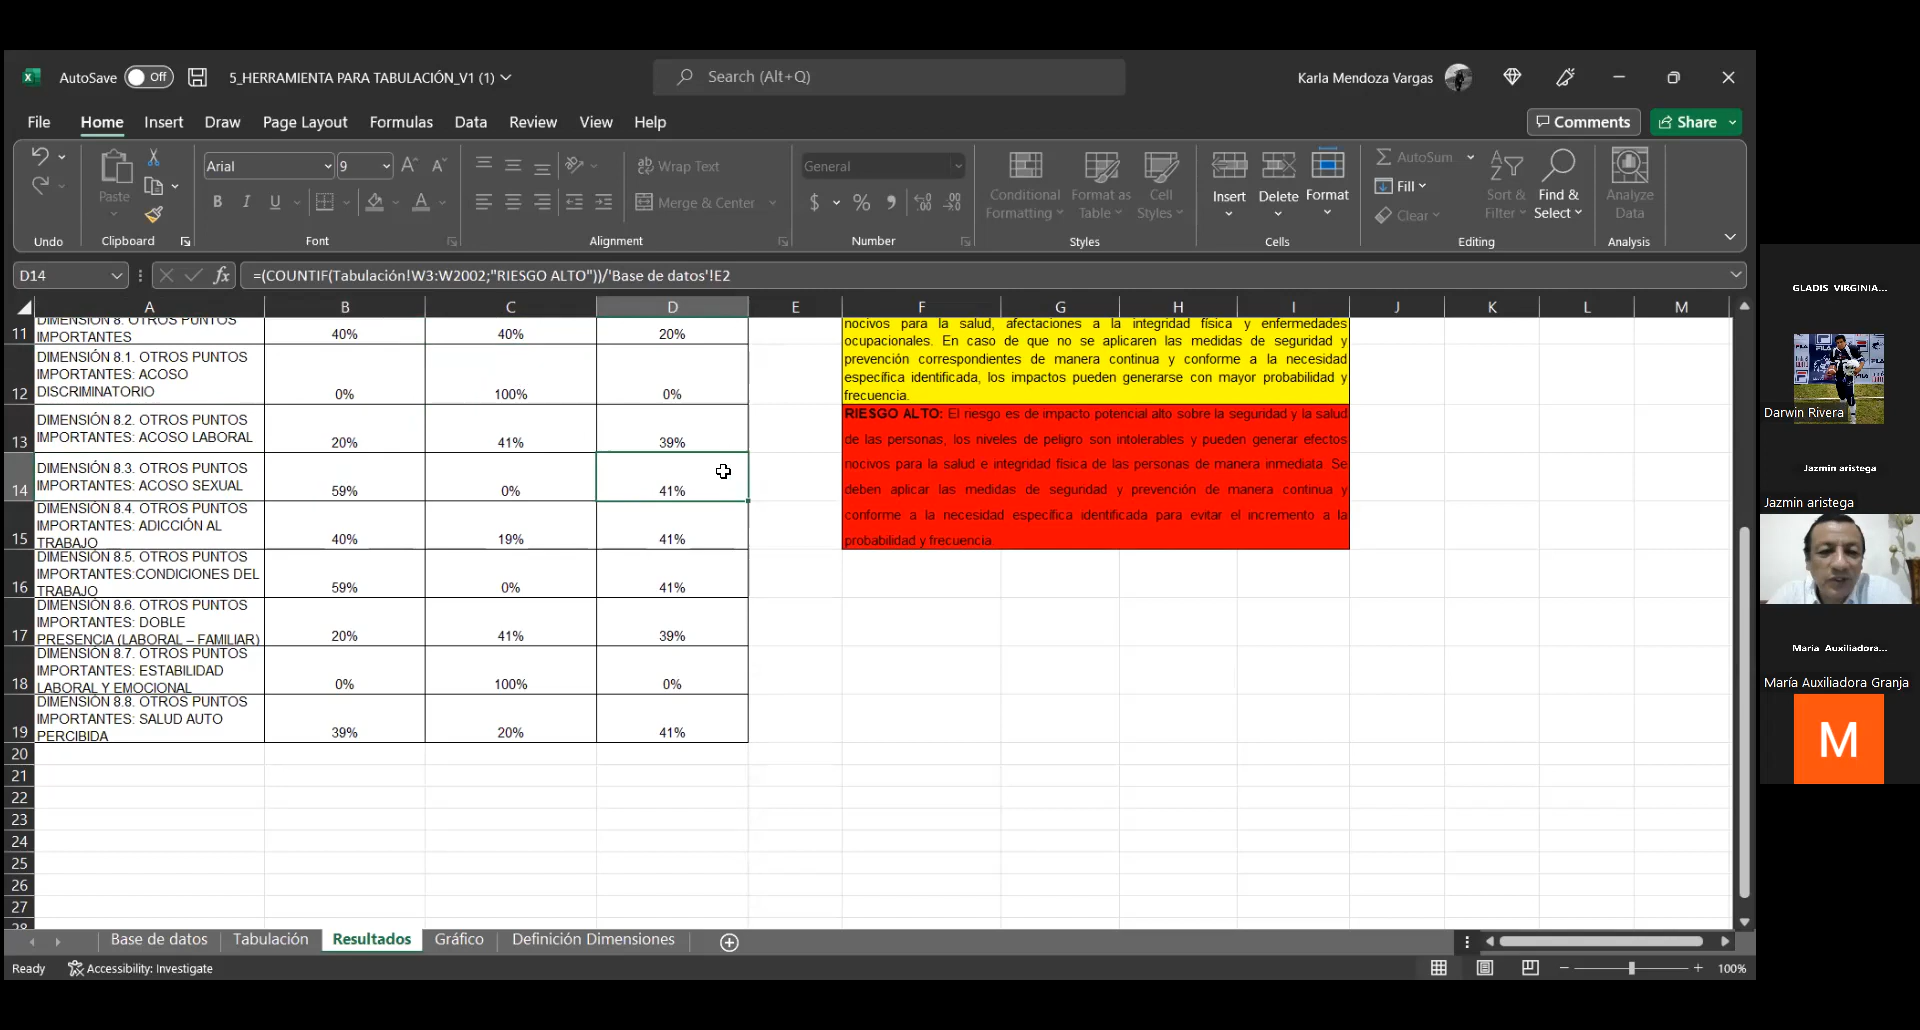 AutoSave Off 5_HERRAMIENTA PARA TABULACIÓN_V1 (1) Search (Alt+Q) Karla Mendoza Vargas
File Home Insert Draw Page Layout Formulas Data Review View Help Comments Share
Paste Arial 9 Wrap Text General Conditional Formatting Format as Table Cell Styles Insert Delete Format AutoSum Fill Clear Sort & Filter Find & Select Analyze Data
B I U Merge & Center $ %
Undo Clipboard Font Alignment Number Styles Cells Editing Analysis
D14 fx =(COUNTIF(Tabulación!W3:W2002;"RIESGO ALTO"))/'Base de datos'!E2
A B C D E F G H I J K L M
DIMENSIÓN 8. OTROS PUNTOS
11 IMPORTANTES 40% 40% 20%
DIMENSIÓN 8.1. OTROS PUNTOS
IMPORTANTES: ACOSO
12 DISCRIMINATORIO 0% 100% 0%
DIMENSIÓN 8.2. OTROS PUNTOS
13 IMPORTANTES: ACOSO LABORAL 20% 41% 39%
DIMENSIÓN 8.3. OTROS PUNTOS
14 IMPORTANTES: ACOSO SEXUAL 59% 0% 41%
DIMENSIÓN 8.4. OTROS PUNTOS
IMPORTANTES: ADICCIÓN AL
15 TRABAJO 40% 19% 41%
DIMENSIÓN 8.5. OTROS PUNTOS
IMPORTANTES:CONDICIONES DEL
16 TRABAJO 59% 0% 41%
DIMENSIÓN 8.6. OTROS PUNTOS
IMPORTANTES: DOBLE
17 PRESENCIA (LABORAL – FAMILIAR) 20% 41% 39%
DIMENSIÓN 8.7. OTROS PUNTOS
IMPORTANTES: ESTABILIDAD
18 LABORAL Y EMOCIONAL 0% 100% 0%
DIMENSIÓN 8.8. OTROS PUNTOS
IMPORTANTES: SALUD AUTO
19 PERCIBIDA 39% 20% 41%
20
21
22
23
24
25
26
27
28
nocivos para la salud, afectaciones a la integridad física y enfermedades
ocupacionales. En caso de que no se aplicaren las medidas de seguridad y
prevención correspondientes de manera continua y conforme a la necesidad
específica identificada, los impactos pueden generarse con mayor probabilidad y
frecuencia.
RIESGO ALTO: El riesgo es de impacto potencial alto sobre la seguridad y la salud
de las personas, los niveles de peligro son intolerables y pueden generar efectos
nocivos para la salud e integridad física de las personas de manera inmediata. Se
deben aplicar las medidas de seguridad y prevención de manera continua y
conforme a la necesidad específica identificada para evitar el incremento a la
probabilidad y frecuencia.
Base de datos Tabulación Resultados Gráfico Definición Dimensiones
Ready Accessibility: Investigate 100%
GLADIS VIRGINIA...
FILA
Darwin Rivera
Jazmin aristega
Jazmin aristega
Maria Auxiliadora...
María Auxiliadora Granja
M